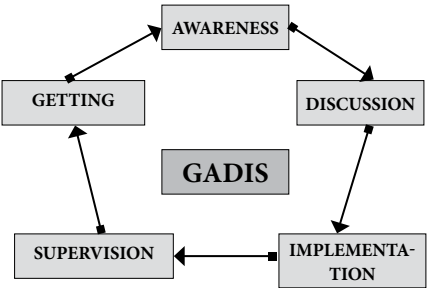 AWARENESS
GETTING
DISCUSSION
GADIS
SUPERVISION
IMPLEMENTA-
TION